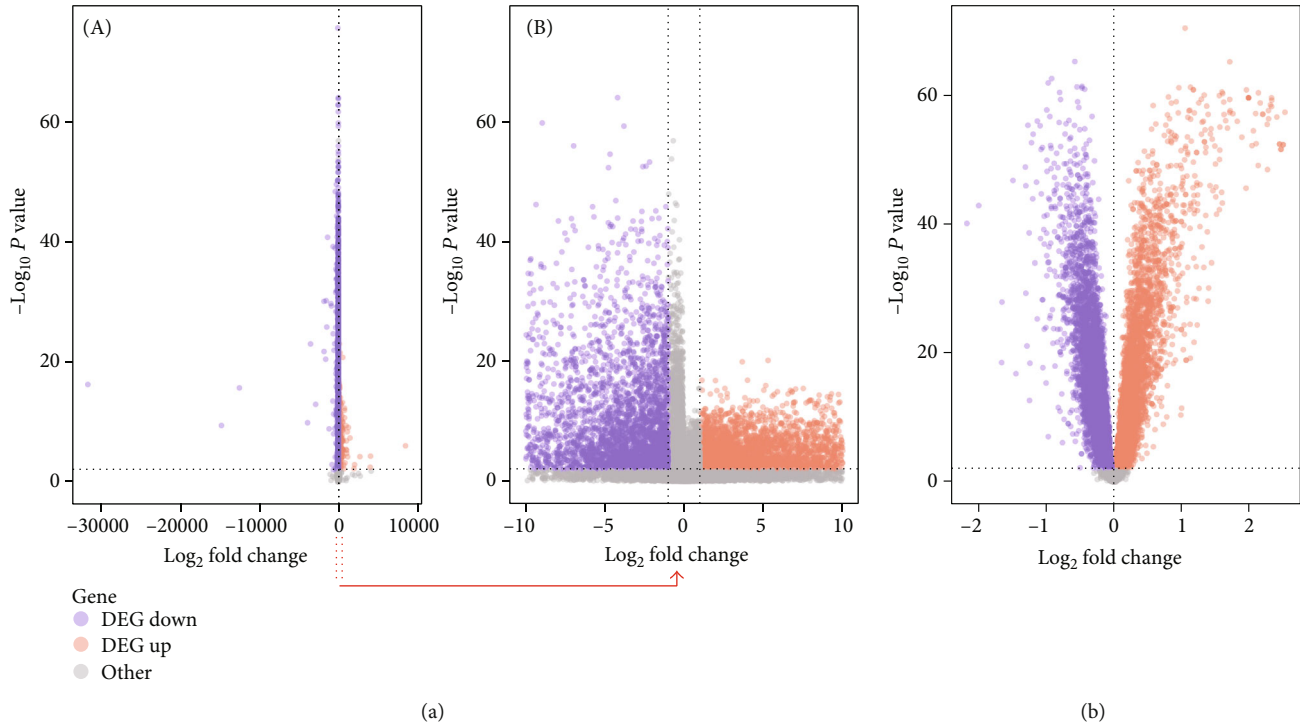 (A)
−Log10 P value
60
40
20
0
−30000 −20000 −10000 0 10000
Log2 fold change
(B)
−Log10 P value
60
40
20
0
−10 −5 0 5 10
Log2 fold change
−Log10 P value
60
40
20
0
−2 −1 0 1 2
Log2 fold change
Gene
DEG down
DEG up
Other
(a)
(b)